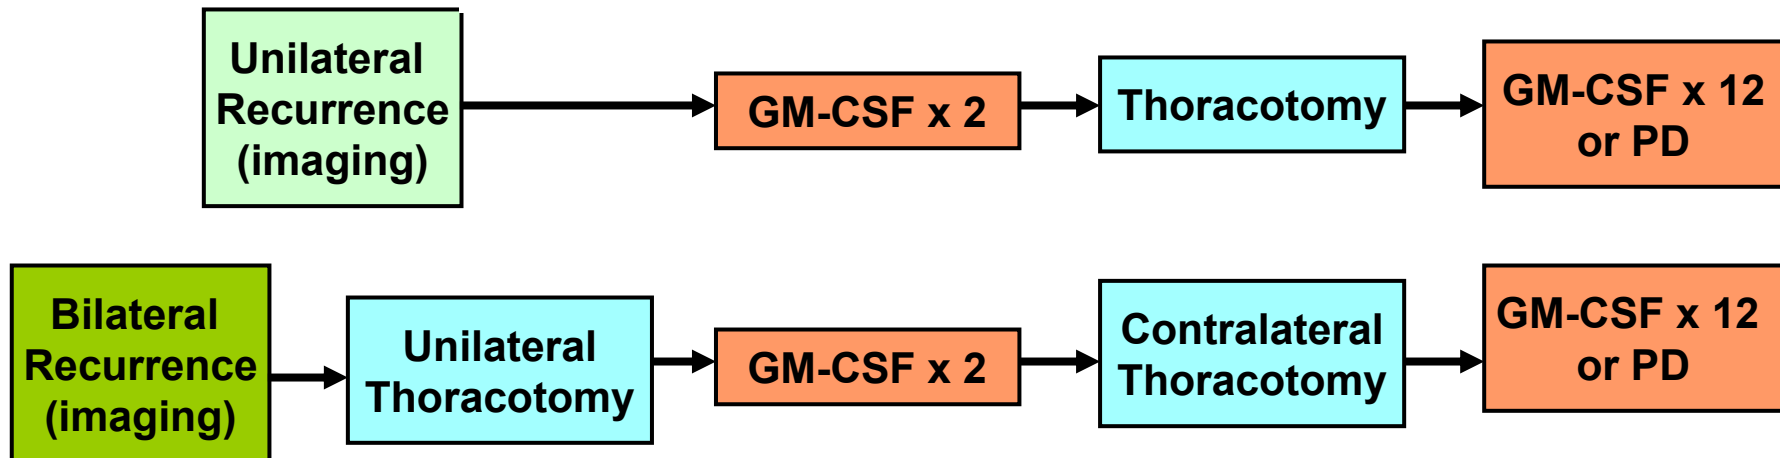 Unilateral
Recurrence
(imaging)
GM-CSF x 2
Thoracotomy
GM-CSF x 12
or PD
Bilateral
Recurrence
(imaging)
Unilateral
Thoracotomy
GM-CSF x 2
Contralateral
Thoracotomy
GM-CSF x 12
or PD